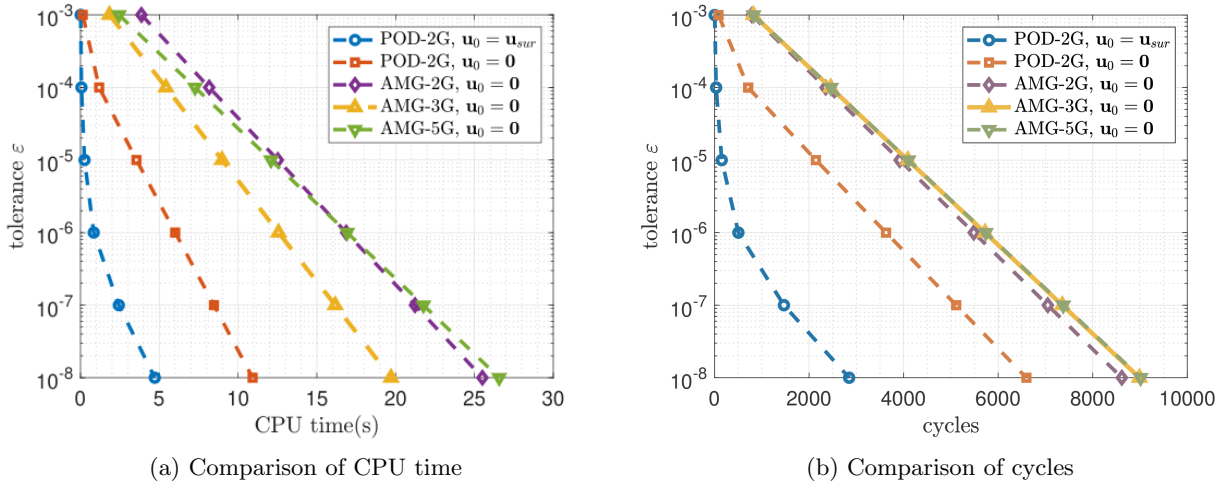 10^-3
10^-4
10^-5
10^-6
10^-7
10^-8
tolerance ε
0 5 10 15 20 25 30
CPU time(s)
POD-2G, u_0 = u_sur
POD-2G, u_0 = 0
AMG-2G, u_0 = 0
AMG-3G, u_0 = 0
AMG-5G, u_0 = 0
(a) Comparison of CPU time
10^-3
10^-4
10^-5
10^-6
10^-7
10^-8
tolerance ε
0 2000 4000 6000 8000 10000
cycles
POD-2G, u_0 = u_sur
POD-2G, u_0 = 0
AMG-2G, u_0 = 0
AMG-3G, u_0 = 0
AMG-5G, u_0 = 0
(b) Comparison of cycles